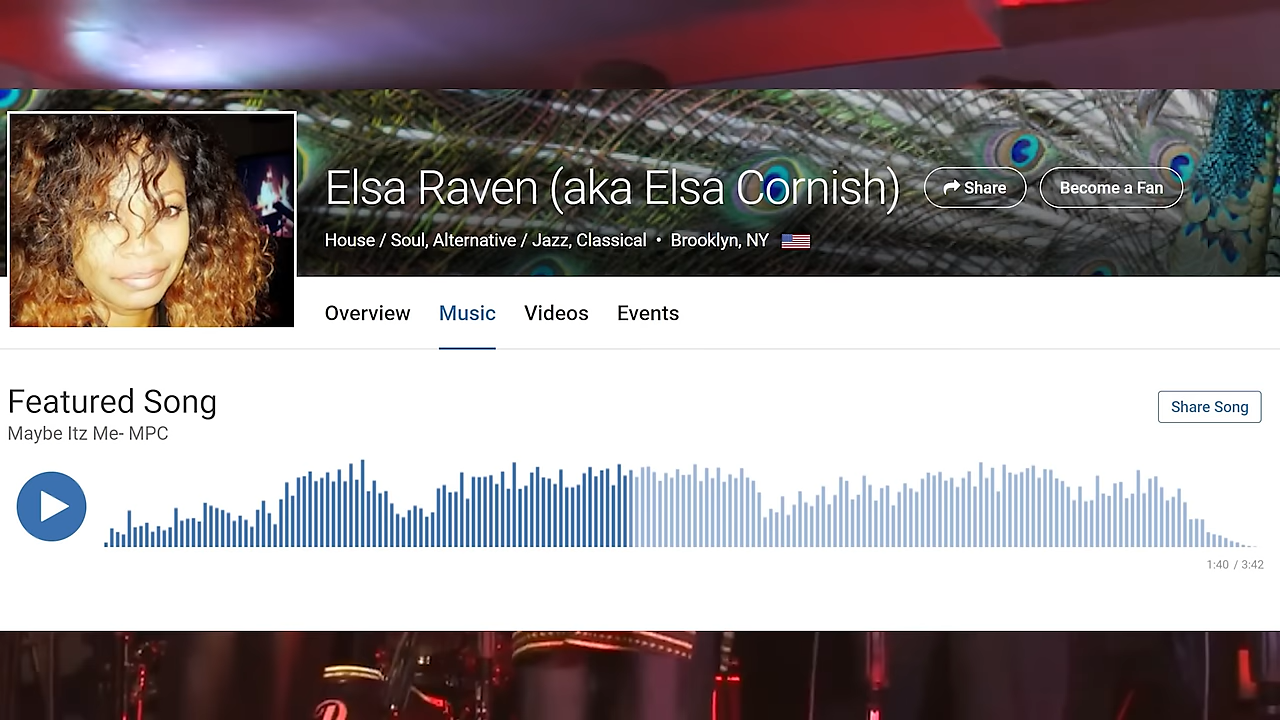 Elsa Raven (aka Elsa Cornish)
Share
Become a Fan
House / Soul, Alternative / Jazz, Classical • Brooklyn, NY
Overview
Music
Videos
Events
Featured Song
Share Song
Maybe Itz Me- MPC
1:40 / 3:42